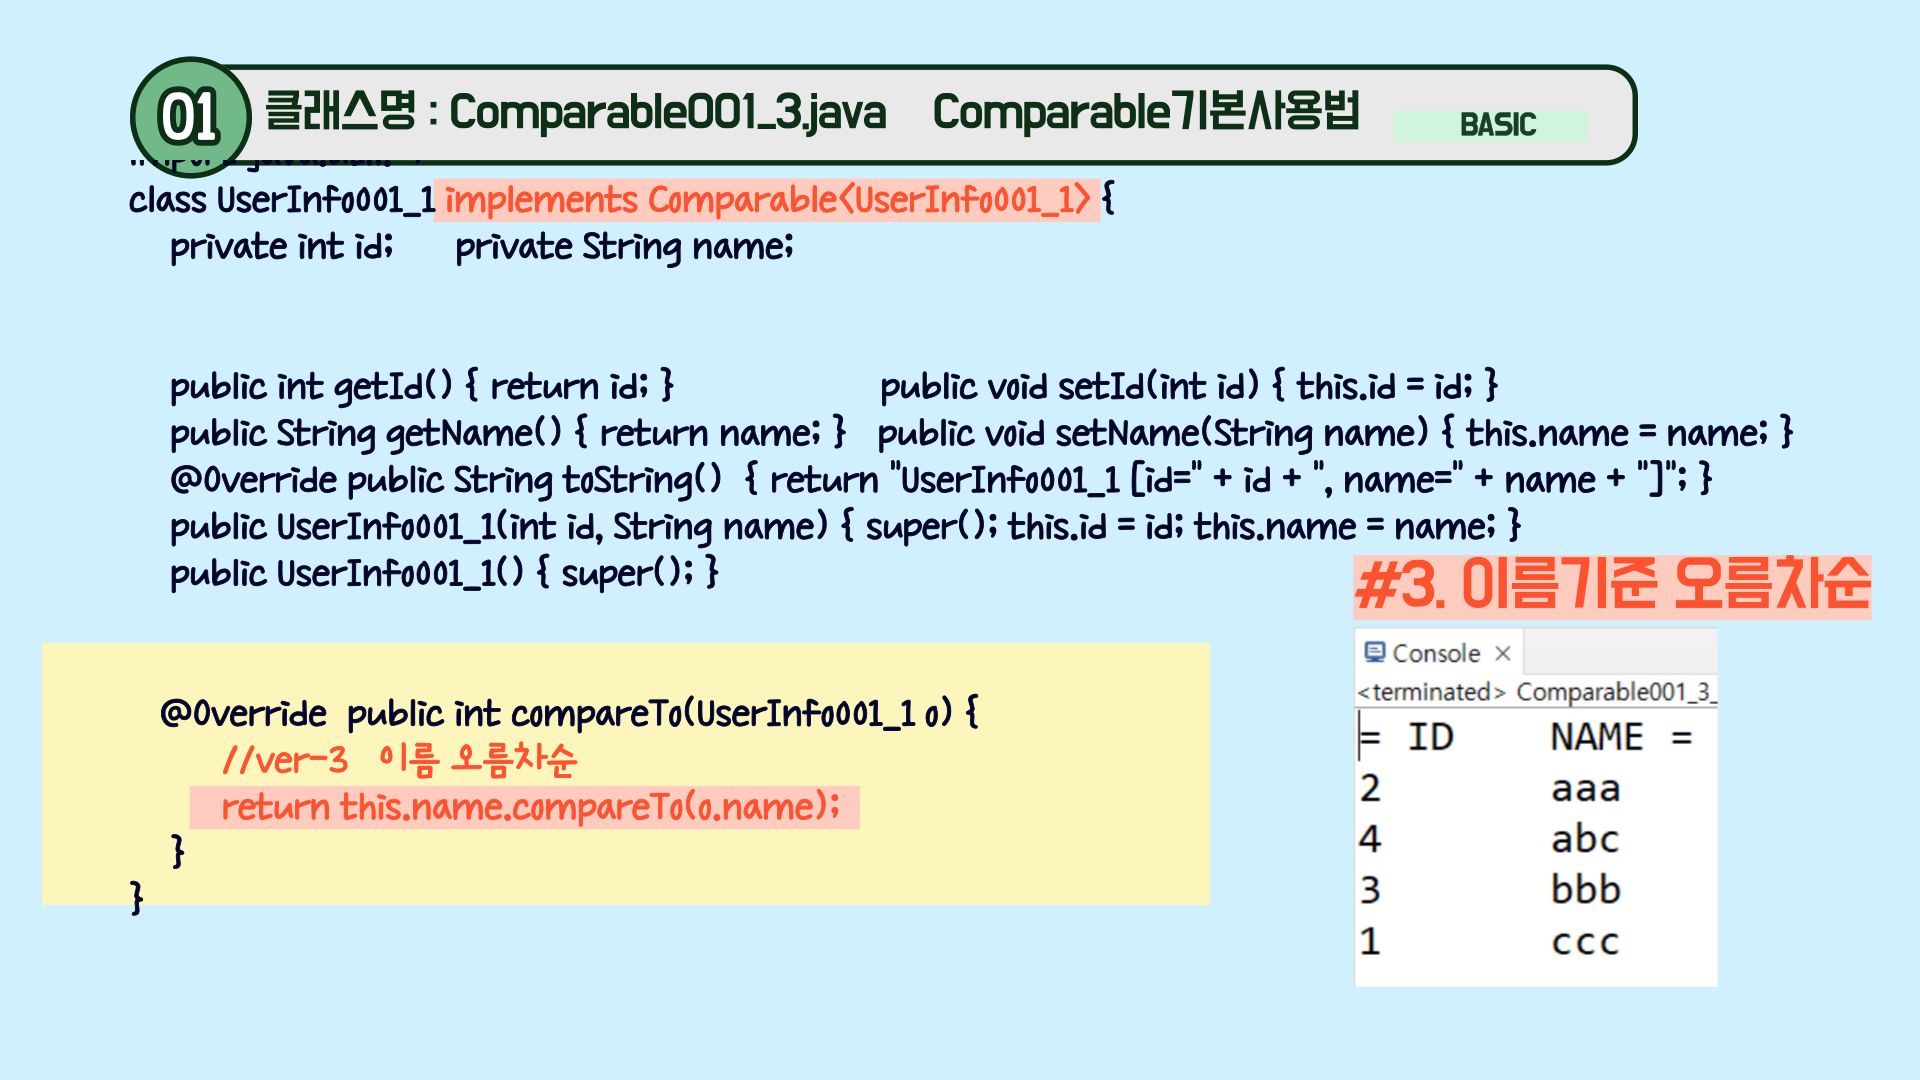 01 클래스명 : Comparable001_3.java Comparable기본사용법 BASIC
class UserInfo001_1 implements Comparable<UserInfo001_1> {
private int id; private String name;
public int getId() { return id; } public void setId(int id) { this.id = id; }
public String getName() { return name; } public void setName(String name) { this.name = name; }
@Override public String toString() { return "UserInfo001_1 [id=" + id + ", name=" + name + "]"; }
public UserInfo001_1(int id, String name) { super(); this.id = id; this.name = name; }
public UserInfo001_1() { super(); }
@Override public int compareTo(UserInfo001_1 o) {
//ver-3 이름 오름차순
return this.name.compareTo(o.name);
}
}
#3. 이름기준 오름차순
Console
<terminated> Comparable001_3_
= ID NAME =
2 aaa
4 abc
3 bbb
1 ccc